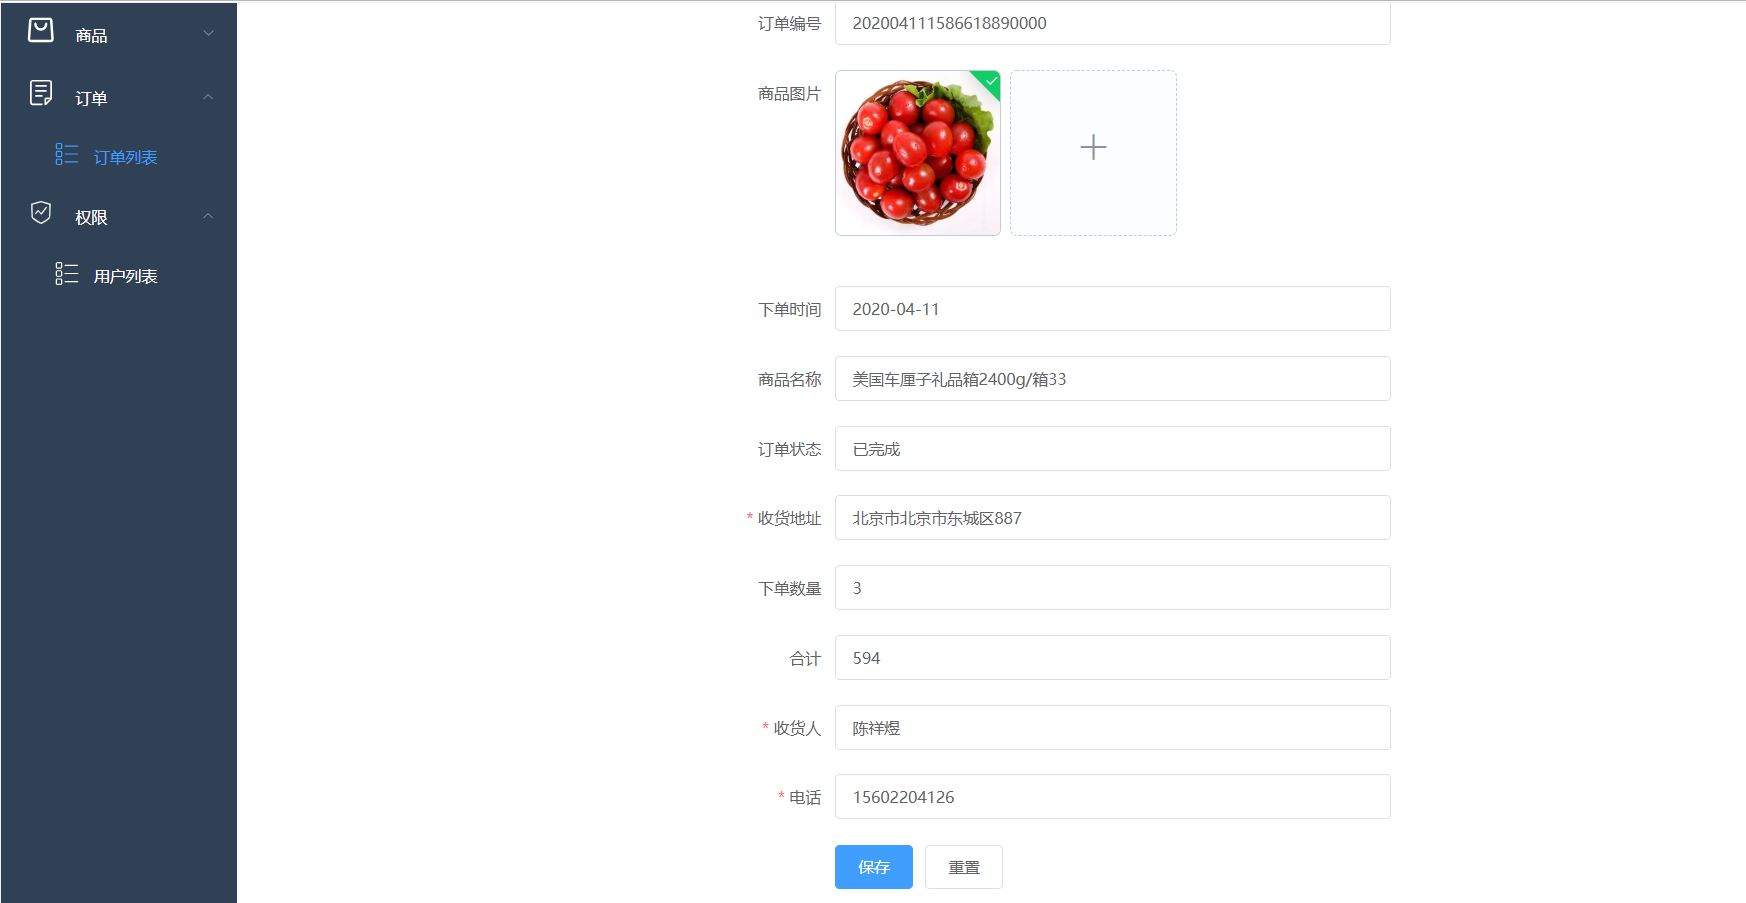 商品
订单
订单列表
权限
用户列表
订单编号 202004111586618890000
商品图片
下单时间 2020-04-11
商品名称 美国车厘子礼品箱2400g/箱33
订单状态 已完成
* 收货地址 北京市北京市东城区887
下单数量 3
合计 594
* 收货人 陈祥煜
* 电话 15602204126
保存 重置